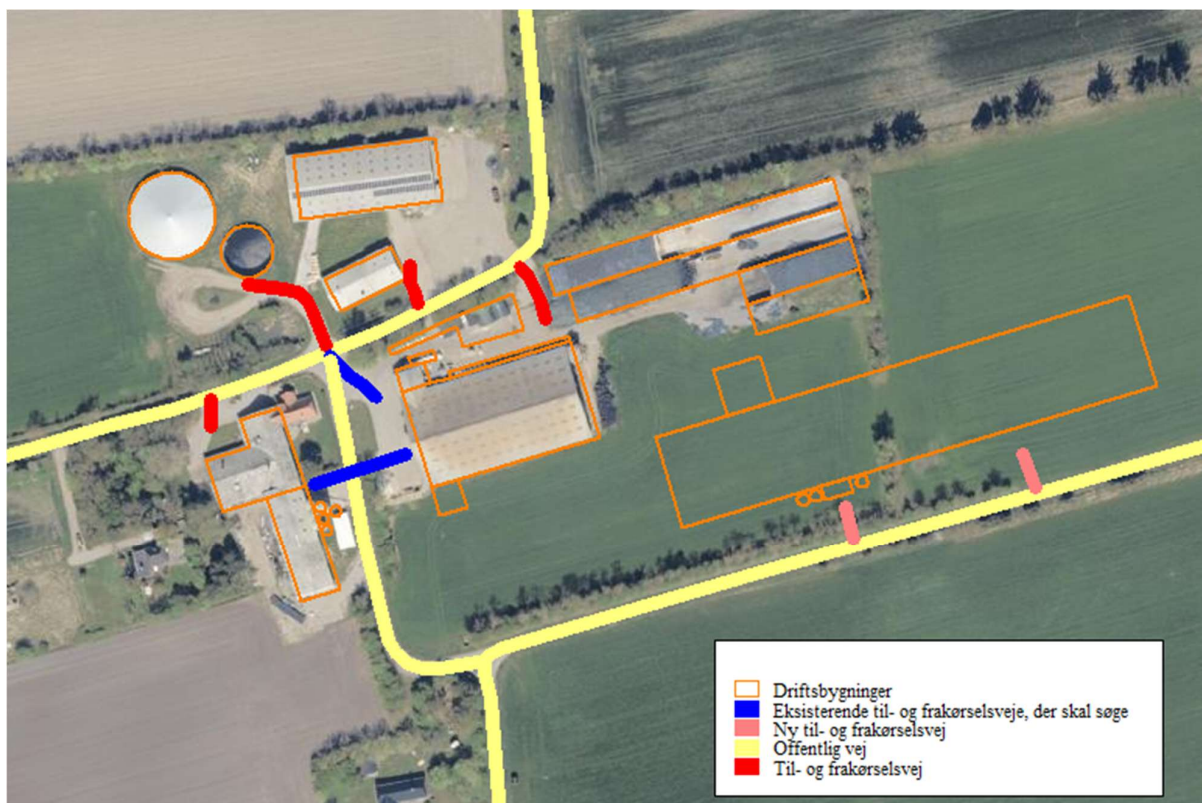 Driftsbygninger
Eksisterende til- og frakørselsveje, der skal søge
Ny til- og frakørselsvej
Offentlig vej
Til- og frakørselsvej